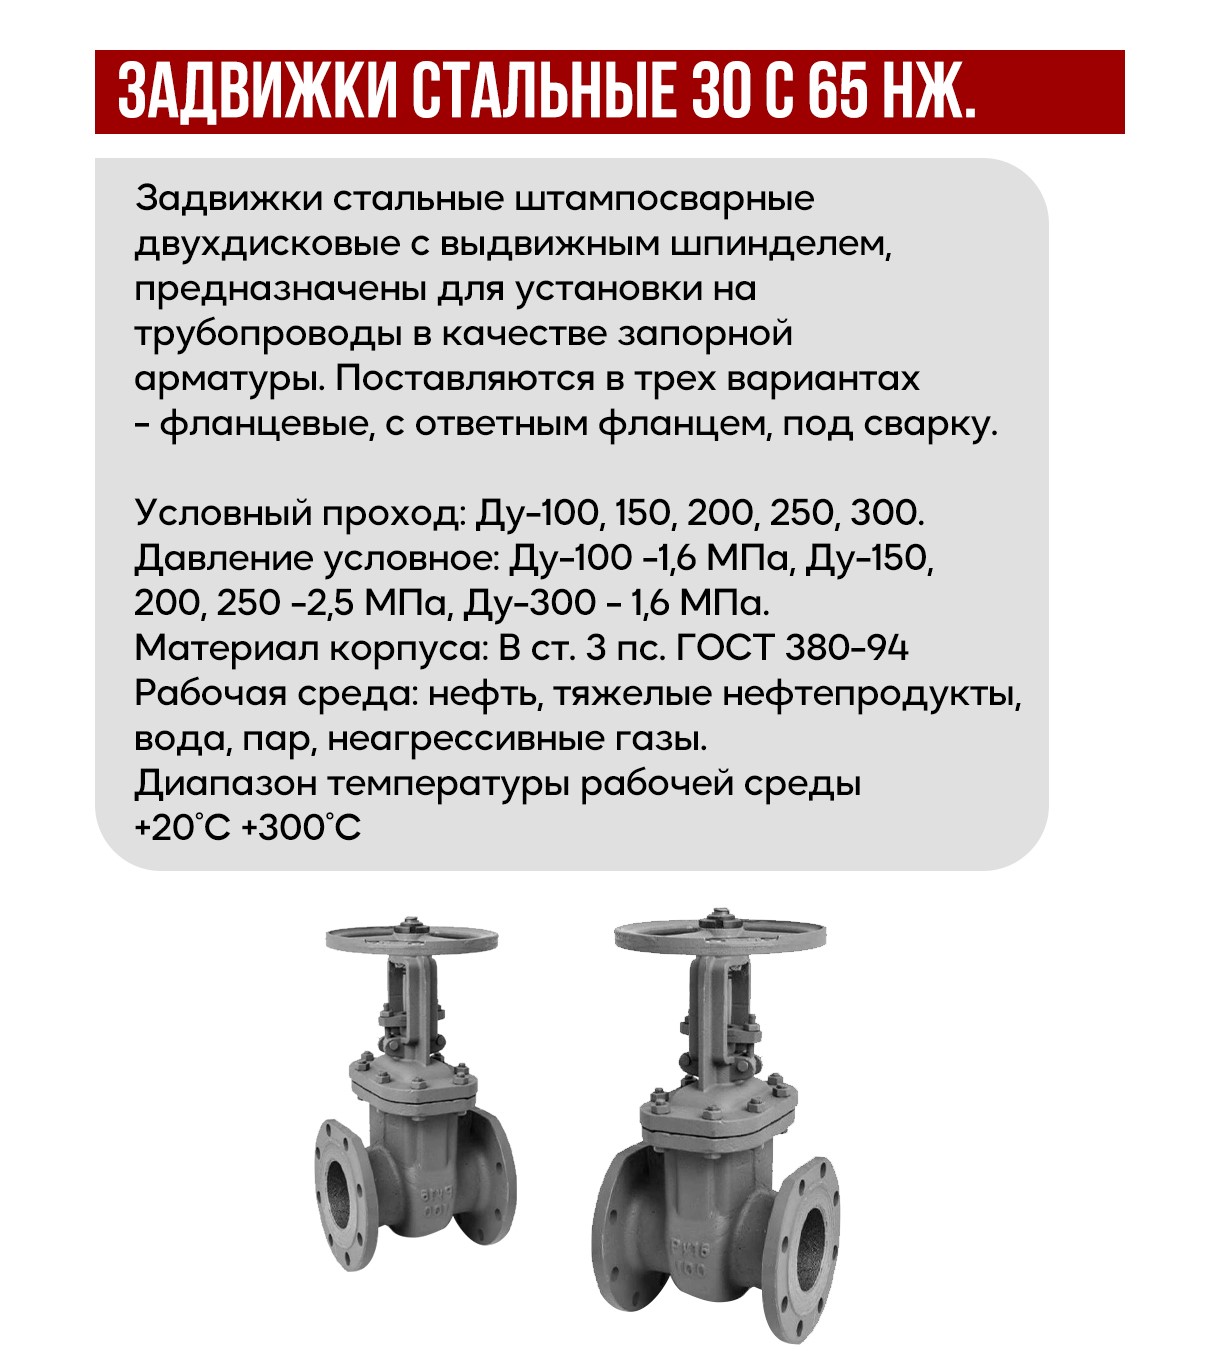 ЗАДВИЖКИ СТАЛЬНЫЕ 30 С 65 НЖ.
Задвижки стальные штампосварные
двухдисковые с выдвижным шпинделем,
предназначены для установки на
трубопроводы в качестве запорной
арматуры. Поставляются в трех вариантах
- фланцевые, с ответным фланцем, под сварку.
Условный проход: Ду-100, 150, 200, 250, 300.
Давление условное: Ду-100 -1,6 МПа, Ду-150,
200, 250 -2,5 МПа, Ду-300 - 1,6 МПа.
Материал корпуса: В ст. 3 пс. ГОСТ 380-94
Рабочая среда: нефть, тяжелые нефтепродукты,
вода, пар, неагрессивные газы.
Диапазон температуры рабочей среды
+20°С +300°С